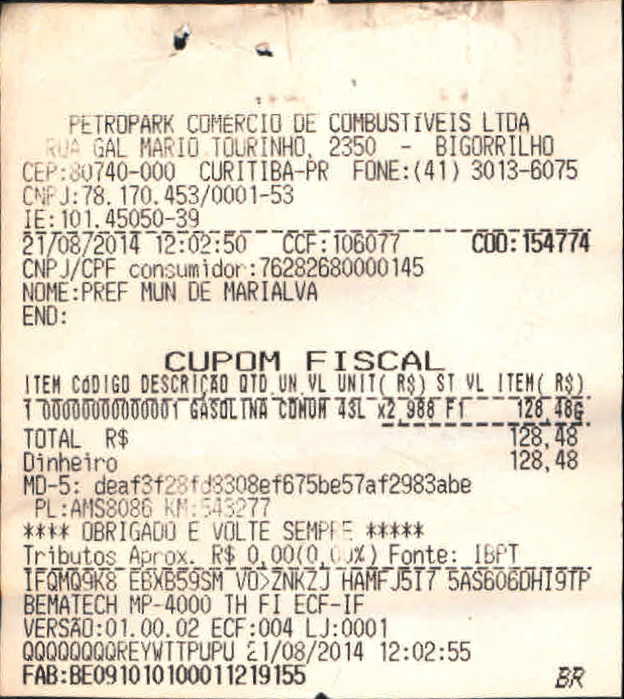 PETROPARK COMERCIO DE COMBUSTíVEIS LTDA
RUA GAL MARIO TOURINHO, 2350 - BIGORRILHO
CEP:80740-000 CURITIBA-PR FONE:(41) 3013-6075
CNPJ:78.170.453/0001-53
IE:101.45050-39
21/08/2014 12:02:50 CCF:106077 COO:154774
CNPJ/CPF consumidor:76282680000145
NOME:PREF MUN DE MARIALVA
END:
CUPOM FISCAL
ITEM CóDIGO DESCRIÇÃO QTD UN VL UNIT( R$) ST VL ITEM( R$)
1 00000000000001 GASOLINA COMUM 43L x2,988 F1 128,48G
TOTAL R$ 128,48
Dinheiro 128,48
MD-5: deaf3f28fd3308ef675be57af2983abe
PL:AMS8086 KM:543277
**** OBRIGADO E VOLTE SEMPRE *****
Tributos Aprox. R$ 0,00(0,00%) Fonte: IBPT
IFQMQ9K8 EBXB59SM VO>ZNKZJ HAMFJ5I7 5AS606DHI9TP
BEMATECH MP-4000 TH FI ECF-IF
VERSÃO:01.00.02 ECF:004 LJ:0001
QQQQQQQQREYWTTPUPU 21/08/2014 12:02:55
FAB:BE091010100011219155 BR